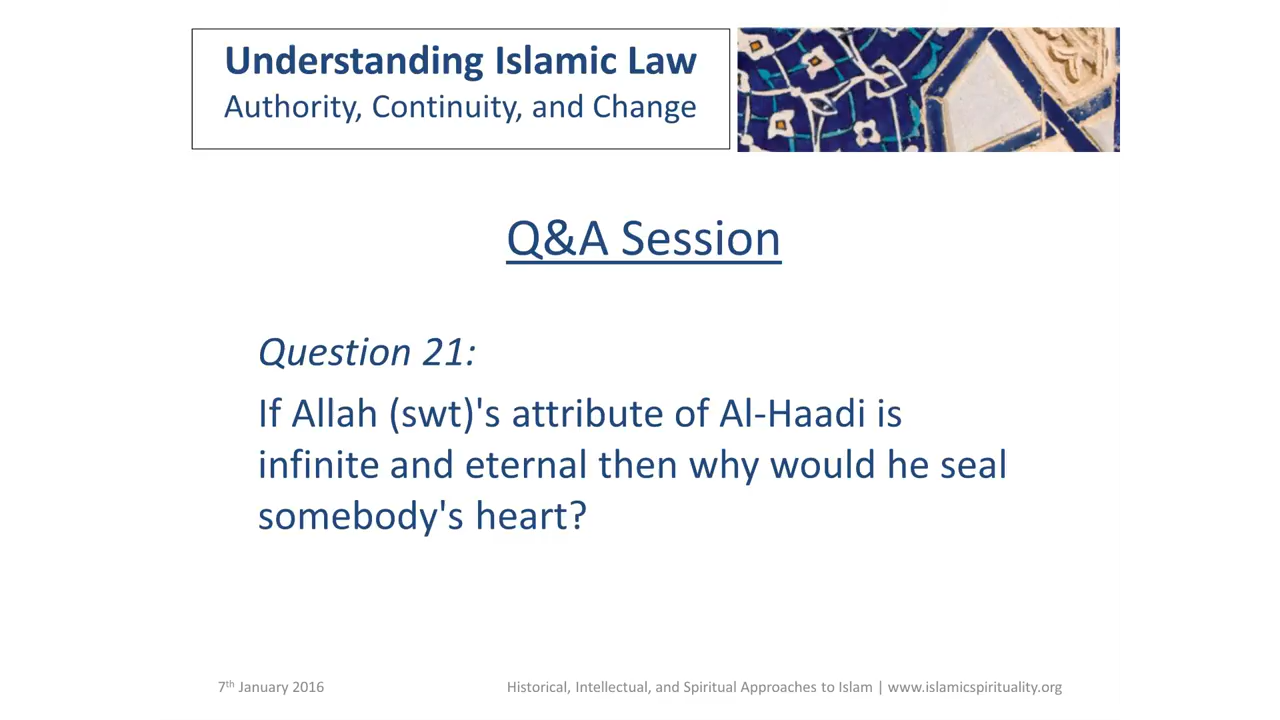 Understanding Islamic Law
Authority, Continuity, and Change
Q&A Session
Question 21:
If Allah (swt)'s attribute of Al-Haadi is
infinite and eternal then why would he seal
somebody's heart?
7th January 2016
Historical, Intellectual, and Spiritual Approaches to Islam | www.islamicspirituality.org